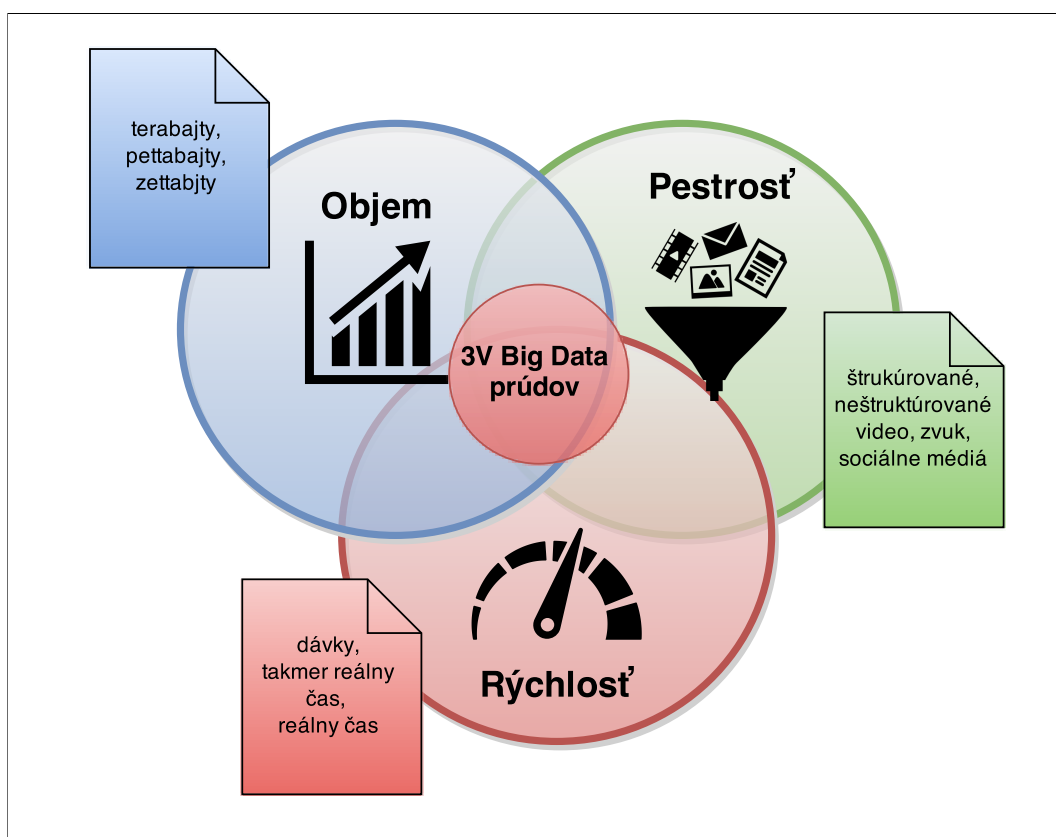 terabajty,
pettabajty,
zettabjty
Objem
Pestrosť
3V Big Data
prúdov
štrukúrované,
neštruktúrované
video, zvuk,
sociálne médiá
Rýchlosť
dávky,
takmer reálny
čas,
reálny čas